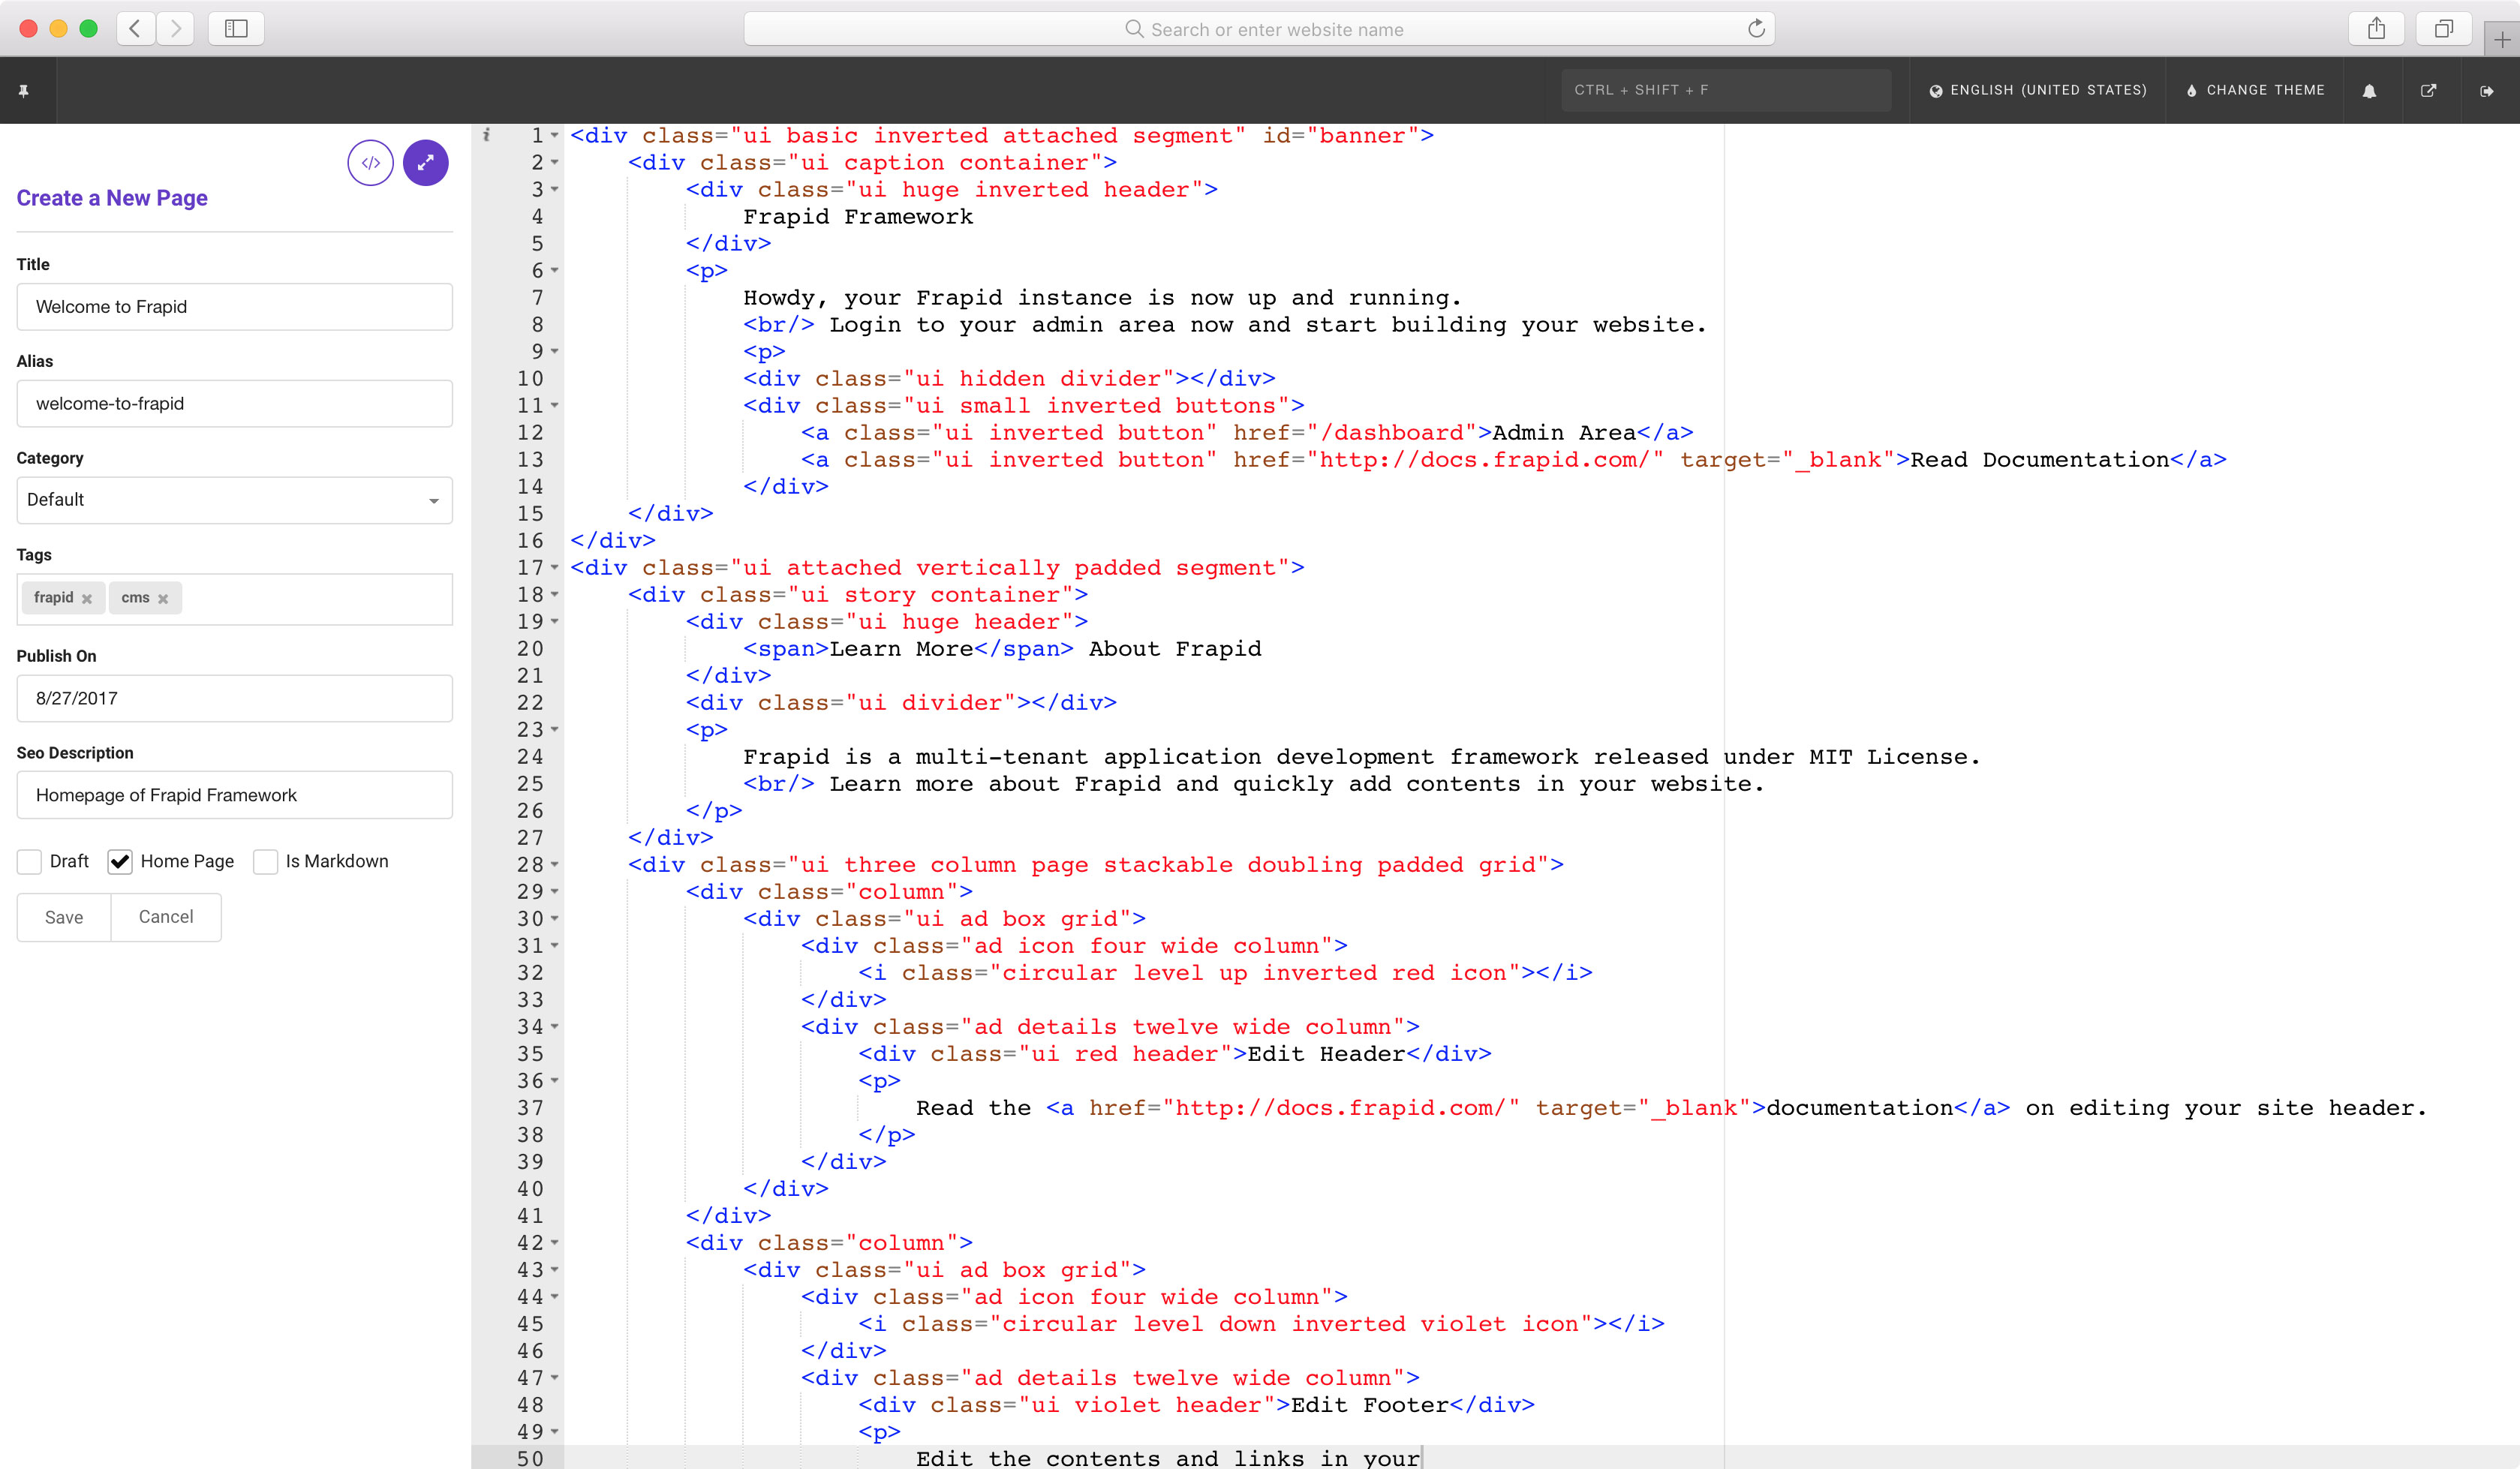 Search or enter website name
CTRL + SHIFT + F
ENGLISH (UNITED STATES)
CHANGE THEME
Create a New Page
Title
Welcome to Frapid
Alias
welcome-to-frapid
Category
Default
Tags
frapid
cms
Publish On
8/27/2017
Seo Description
Homepage of Frapid Framework
Draft
Home Page
Is Markdown
Save
Cancel
1 <div class="ui basic inverted attached segment" id="banner">
2 <div class="ui caption container">
3 <div class="ui huge inverted header">
4 Frapid Framework
5 </div>
6 <p>
7 Howdy, your Frapid instance is now up and running.
8 <br/> Login to your admin area now and start building your website.
9 <p>
10 <div class="ui hidden divider"></div>
11 <div class="ui small inverted buttons">
12 <a class="ui inverted button" href="/dashboard">Admin Area</a>
13 <a class="ui inverted button" href="http://docs.frapid.com/" target="_blank">Read Documentation</a>
14 </div>
15 </div>
16 </div>
17 <div class="ui attached vertically padded segment">
18 <div class="ui story container">
19 <div class="ui huge header">
20 <span>Learn More</span> About Frapid
21 </div>
22 <div class="ui divider"></div>
23 <p>
24 Frapid is a multi-tenant application development framework released under MIT License.
25 <br/> Learn more about Frapid and quickly add contents in your website.
26 </p>
27 </div>
28 <div class="ui three column page stackable doubling padded grid">
29 <div class="column">
30 <div class="ui ad box grid">
31 <div class="ad icon four wide column">
32 <i class="circular level up inverted red icon"></i>
33 </div>
34 <div class="ad details twelve wide column">
35 <div class="ui red header">Edit Header</div>
36 <p>
37 Read the <a href="http://docs.frapid.com/" target="_blank">documentation</a> on editing your site header.
38 </p>
39 </div>
40 </div>
41 </div>
42 <div class="column">
43 <div class="ui ad box grid">
44 <div class="ad icon four wide column">
45 <i class="circular level down inverted violet icon"></i>
46 </div>
47 <div class="ad details twelve wide column">
48 <div class="ui violet header">Edit Footer</div>
49 <p>
50 Edit the contents and links in your